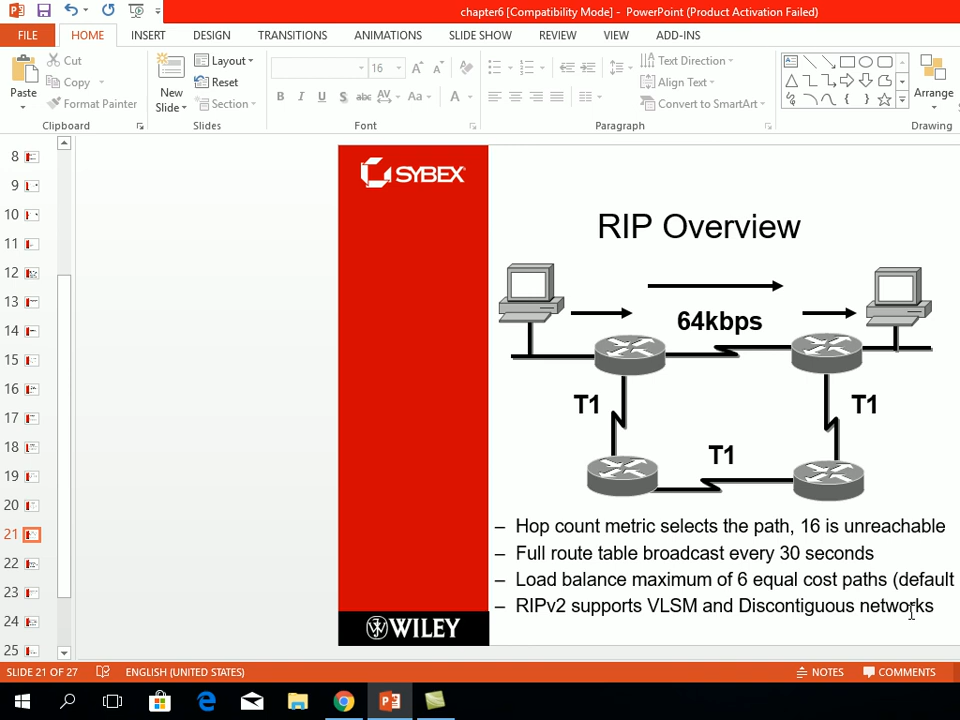 chapter6 [Compatibility Mode] - PowerPoint (Product Activation Failed)
FILE HOME INSERT DESIGN TRANSITIONS ANIMATIONS SLIDE SHOW REVIEW VIEW ADD-INS
Paste
Cut
Copy
Format Painter
Clipboard
New
Slide
Layout
Reset
Section
Slides
16
B I U S abc AV Aa A
Font
Text Direction
Align Text
Convert to SmartArt
Paragraph
Arrange
Drawing
8
9
10
11
12
13
14
15
16
17
18
19
20
21
22
23
24
25
SYBEX
RIP Overview
64kbps
T1
T1
T1
– Hop count metric selects the path, 16 is unreachable
– Full route table broadcast every 30 seconds
– Load balance maximum of 6 equal cost paths (default
– RIPv2 supports VLSM and Discontiguous networks
WILEY
SLIDE 21 OF 27 ENGLISH (UNITED STATES) NOTES COMMENTS